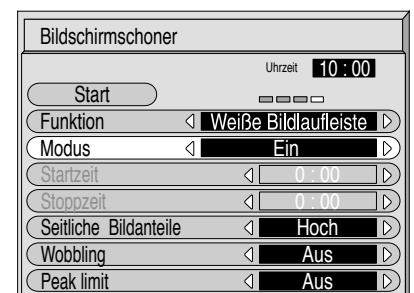 Bildschirmschoner
Uhrzeit 10 : 00
Start
Funktion Weiße Bildlaufleiste
Modus Ein
Startzeit 0 : 00
Stoppzeit 0 : 00
Seitliche Bildanteile Hoch
Wobbling Aus
Peak limit Aus